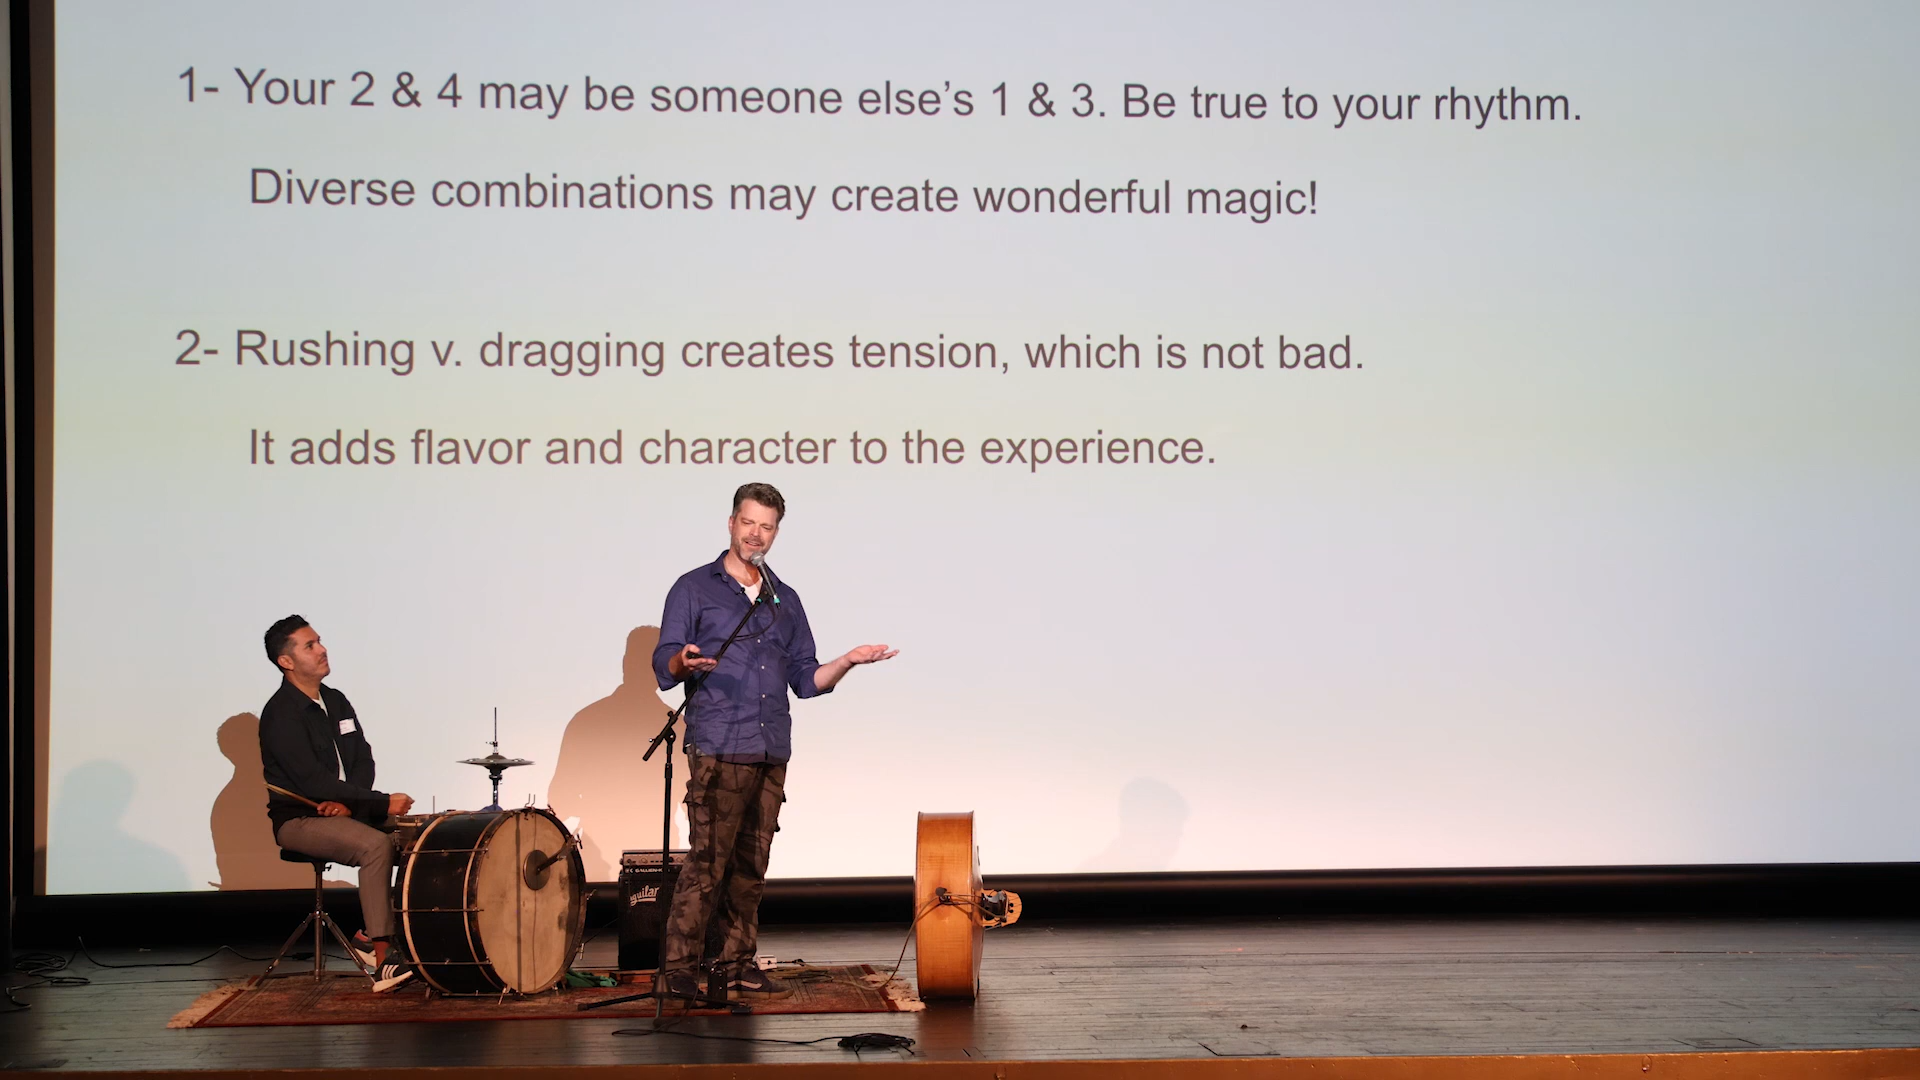 1- Your 2 & 4 may be someone else’s 1 & 3. Be true to your rhythm.
Diverse combinations may create wonderful magic!
2- Rushing v. dragging creates tension, which is not bad.
It adds flavor and character to the experience.